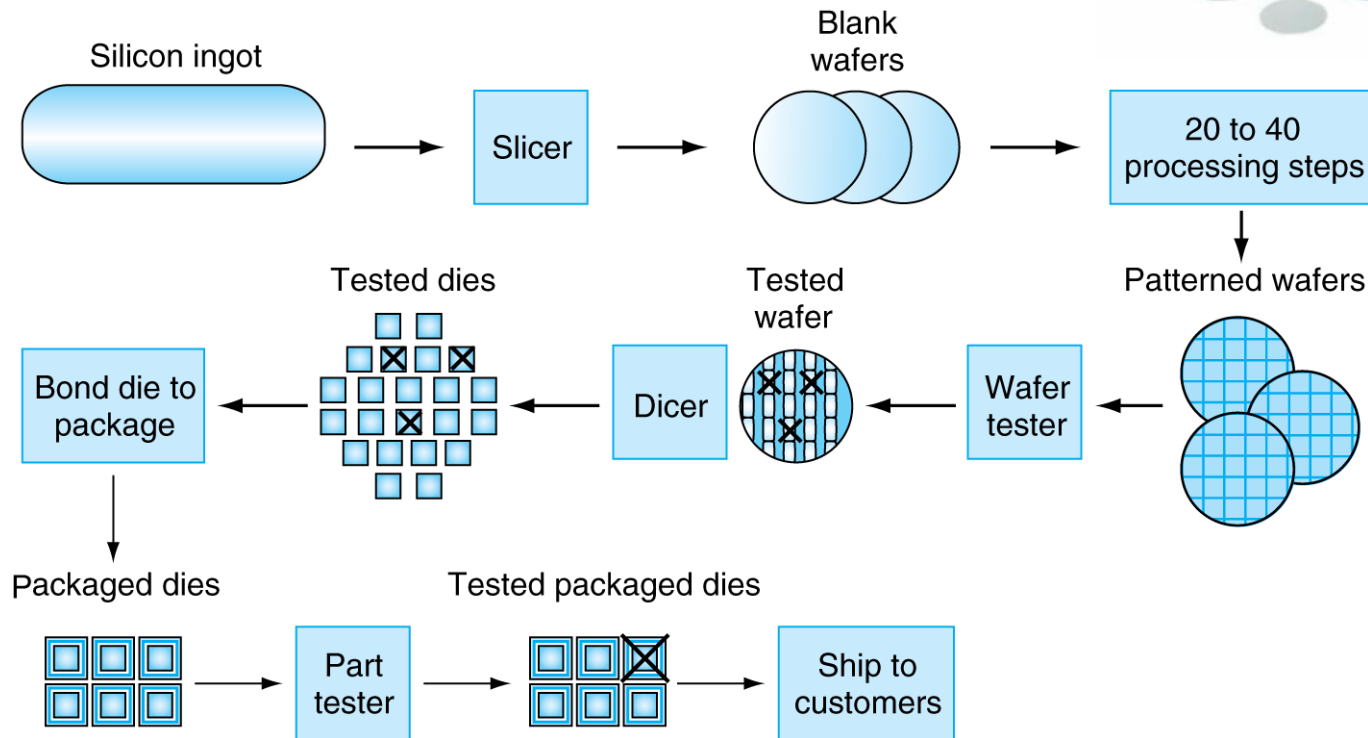 Silicon ingot
Slicer
Blank
wafers
20 to 40
processing steps
Patterned wafers
Wafer
tester
Tested
wafer
Dicer
Tested dies
Bond die to
package
Packaged dies
Part
tester
Tested packaged dies
Ship to
customers